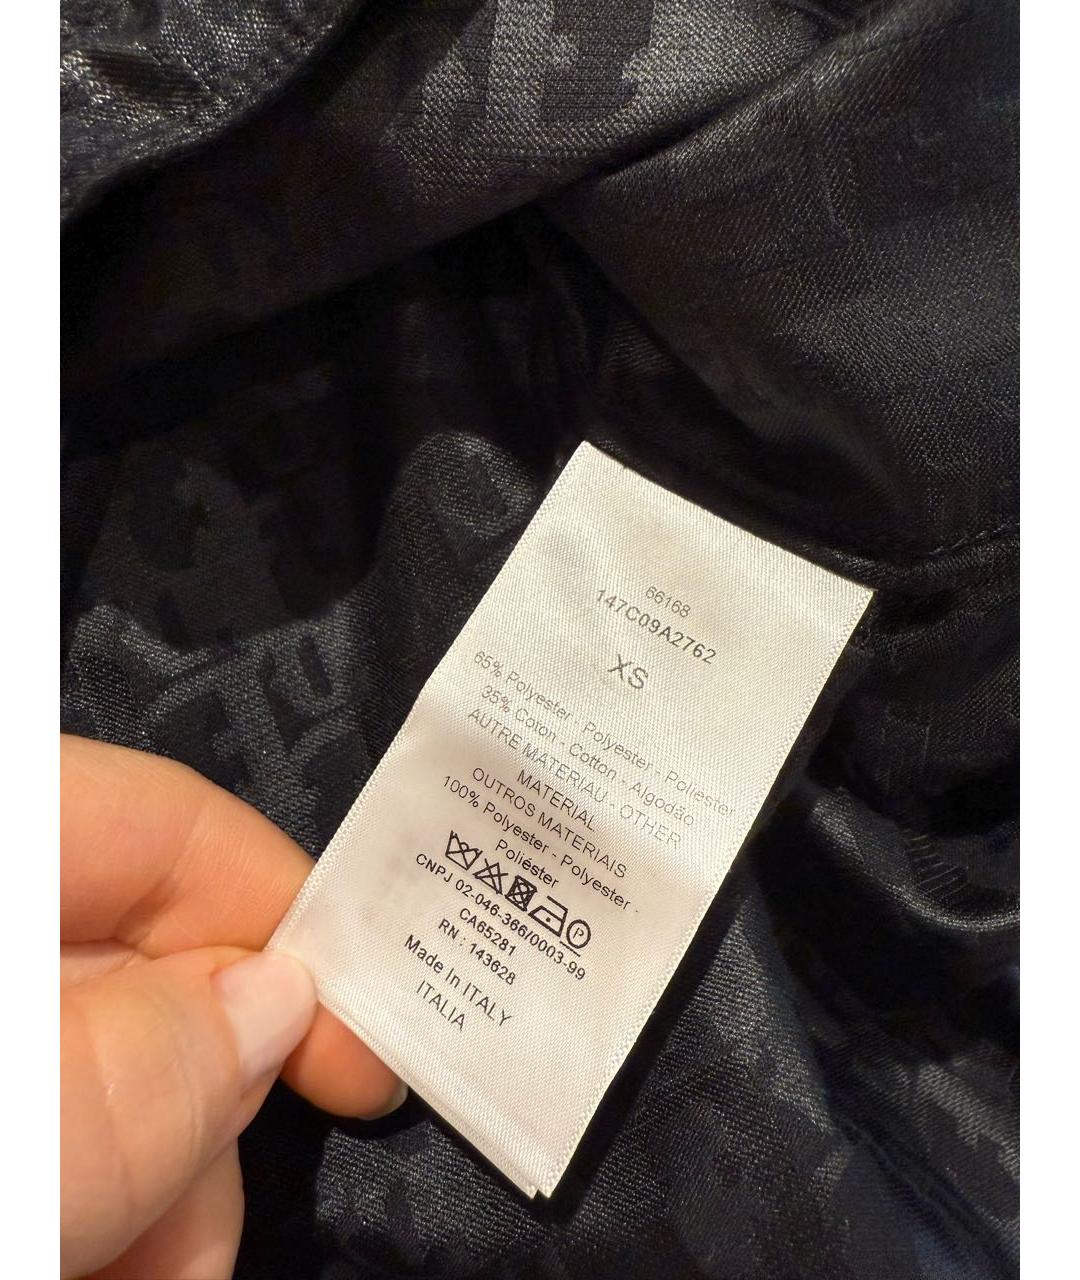 66168
147C09A2762
XS
65% Polyester - Polyester - Poliester
35% Coton - Cotton - Algodão
AUTRE MATERIAU - OTHER
MATERIAL
OUTROS MATERIAIS
100% Polyester - Polyester -
Poliéster
P
CNPJ 02-046-366/0003-99
CA65281
RN : 143628
Made In ITALY
ITALIA